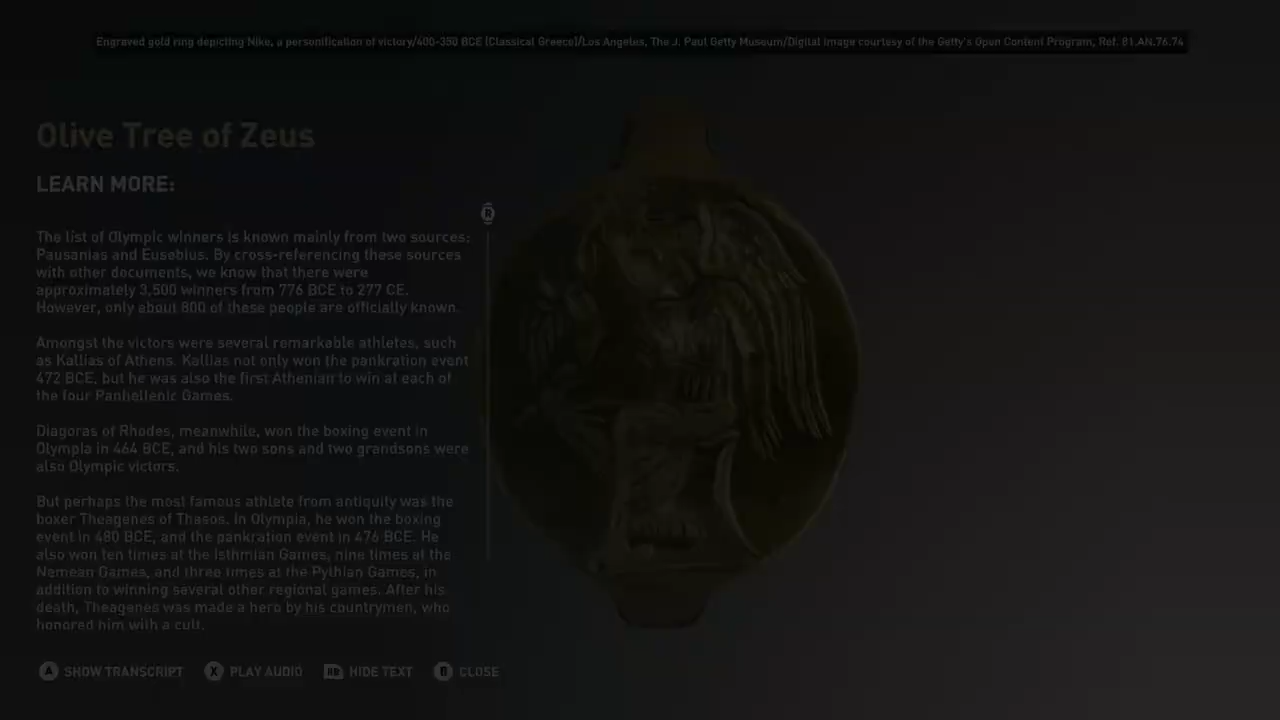 Engraved gold ring depicting Nike, a personification of victory/400-350 BCE (Classical Greece)/Los Angeles, The J. Paul Getty Museum/Digital image courtesy of the Getty's Open Content Program, Ref. 81.AN.76.74
Olive Tree of Zeus
LEARN MORE:
R
The list of Olympic winners is known mainly from two sources:
Pausanias and Eusebius. By cross-referencing these sources
with other documents, we know that there were
approximately 3,500 winners from 776 BCE to 277 CE.
However, only about 800 of these people are officially known.
Amongst the victors were several remarkable athletes, such
as Kallias of Athens. Kallias not only won the pankration event
472 BCE, but he was also the first Athenian to win at each of
the four Panhellenic Games.
Diagoras of Rhodes, meanwhile, won the boxing event in
Olympia in 464 BCE, and his two sons and two grandsons were
also Olympic victors.
But perhaps the most famous athlete from antiquity was the
boxer Theagenes of Thasos. In Olympia, he won the boxing
event in 480 BCE, and the pankration event in 476 BCE. He
also won ten times at the Isthmian Games, nine times at the
Nemean Games, and three times at the Pythian Games, in
addition to winning several other regional games. After his
death, Theagenes was made a hero by his countrymen, who
honored him with a cult.
A SHOW TRANSCRIPT X PLAY AUDIO RB HIDE TEXT B CLOSE